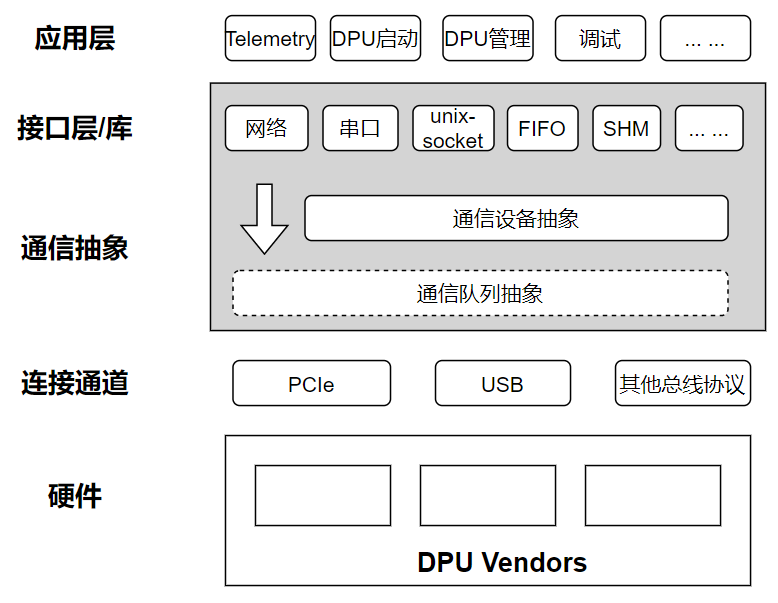 应用层
Telemetry
DPU启动
DPU管理
调试
... ...
接口层/库
网络
串口
unix-
socket
FIFO
SHM
... ...
通信抽象
通信设备抽象
通信队列抽象
连接通道
PCIe
USB
其他总线协议
硬件
DPU Vendors